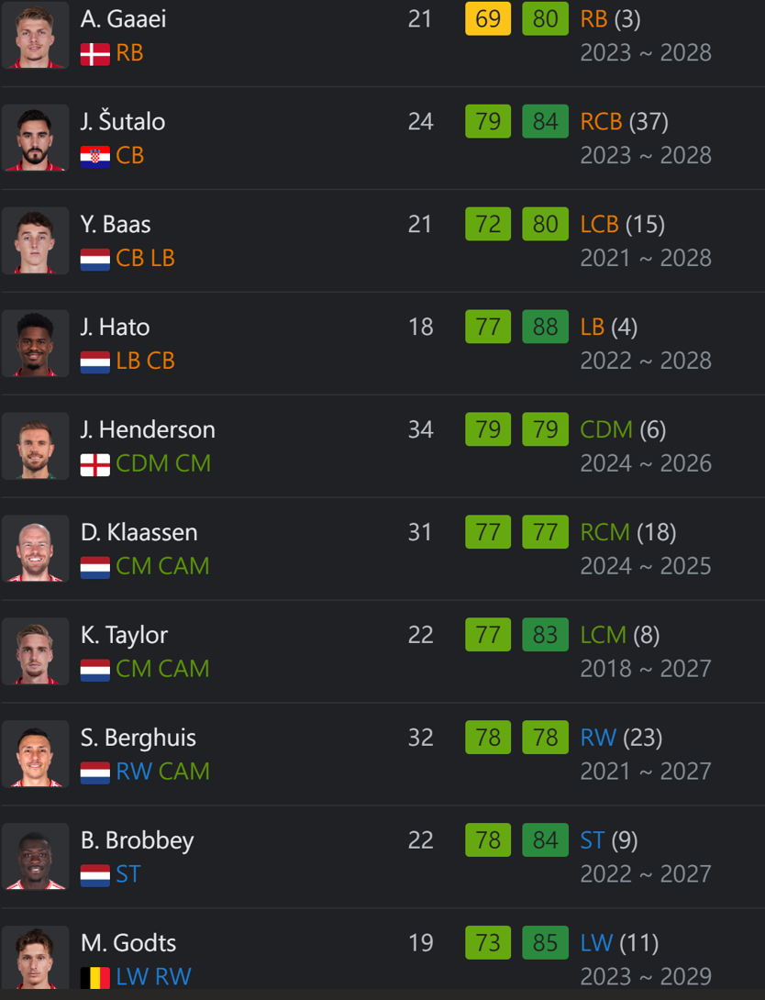 A. Gaaei 21 69 80 RB (3)
RB 2023 ~ 2028
J. Šutalo 24 79 84 RCB (37)
CB 2023 ~ 2028
Y. Baas 21 72 80 LCB (15)
CB LB 2021 ~ 2028
J. Hato 18 77 88 LB (4)
LB CB 2022 ~ 2028
J. Henderson 34 79 79 CDM (6)
CDM CM 2024 ~ 2026
D. Klaassen 31 77 77 RCM (18)
CM CAM 2024 ~ 2025
K. Taylor 22 77 83 LCM (8)
CM CAM 2018 ~ 2027
S. Berghuis 32 78 78 RW (23)
RW CAM 2021 ~ 2027
B. Brobbey 22 78 84 ST (9)
ST 2022 ~ 2027
M. Godts 19 73 85 LW (11)
LW RW 2023 ~ 2029